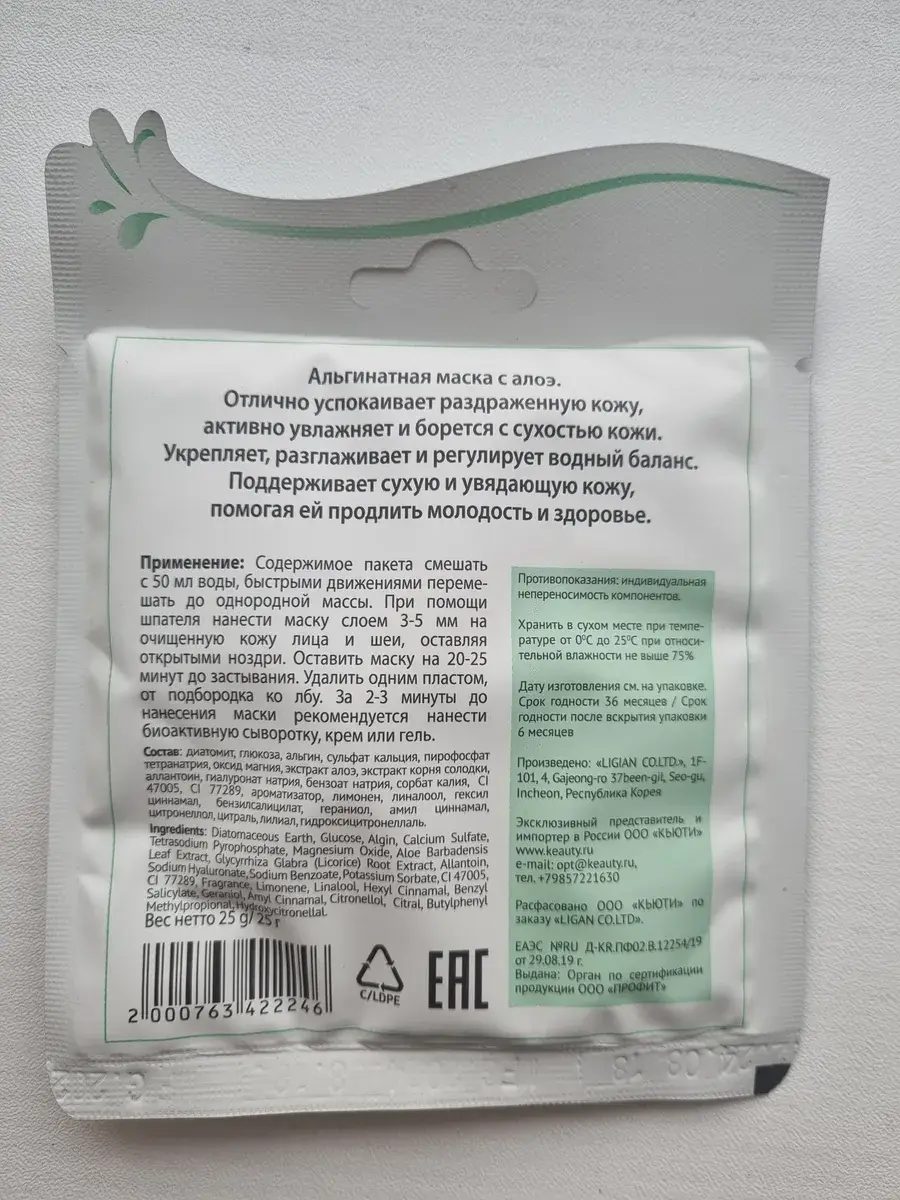 Альгинатная маска с алоэ.
Отлично успокаивает раздраженную кожу,
активно увлажняет и борется с сухостью кожи.
Укрепляет, разглаживает и регулирует водный баланс.
Поддерживает сухую и увядающую кожу,
помогая ей продлить молодость и здоровье.
Применение: Содержимое пакета смешать
с 50 мл воды, быстрыми движениями переме-
шать до однородной массы. При помощи
шпателя нанести маску слоем 3-5 мм на
очищенную кожу лица и шеи, оставляя
открытыми ноздри. Оставить маску на 20-25
минут до застывания. Удалить одним пластом,
от подбородка ко лбу. За 2-3 минуты до
нанесения маски рекомендуется нанести
биоактивную сыворотку, крем или гель.
Состав: диатомит, глюкоза, альгин, сульфат кальция, пирофосфат
тетранатрия, оксид магния, экстракт алоэ, экстракт корня солодки,
аллантоин, гиалуронат натрия, бензоат натрия, сорбат калия, CI
47005, CI 77289, ароматизатор, лимонен, линалоол, гексил
циннамал, бензилсалицилат, гераниол, амил циннамал,
цитронеллол, цитраль, лилиал, гидроксицитронеллаль.
Ingredients: Diatomaceous Earth, Glucose, Algin, Calcium Sulfate,
Tetrasodium Pyrophosphate, Magnesium Oxide, Aloe Barbadensis
Leaf Extract, Glycyrrhiza Glabra (Licorice) Root Extract, Allantoin,
Sodium Hyaluronate, Sodium Benzoate, Potassium Sorbate, CI 47005,
CI 77289, Fragrance, Limonene, Linalool, Hexyl Cinnamal, Benzyl
Salicylate, Geraniol, Amyl Cinnamal, Citronellol, Citral, Butylphenyl
Methylpropional, Hydroxycitronellal.
Вес нетто 25 g/ 25 г
2 000763 422246
C/LDPE
EAC
Противопоказания: индивидуальная
непереносимость компонентов.
Хранить в сухом месте при темпе-
ратуре от 0°C до 25°C при относи-
тельной влажности не выше 75%
Дату изготовления см. на упаковке.
Срок годности 36 месяцев / Срок
годности после вскрытия упаковки
6 месяцев
Произведено: «LIGIAN CO.LTD.», 1F-
101, 4, Gajeong-ro 37been-gil, Seo-gu,
Incheon, Республика Корея
Эксклюзивный представитель и
импортер в России ООО «КЬЮТИ»
www.keauty.ru
e-mail: opt@keauty.ru,
тел. +79857221630
Расфасовано ООО «КЬЮТИ» по
заказу «LIGAN CO.LTD».
ЕАЭС №RU Д-KR.ПФ02.В.12254/19
от 29.08.19 г.
Выдана: Орган по сертификации
продукции ООО «ПРОФИТ»